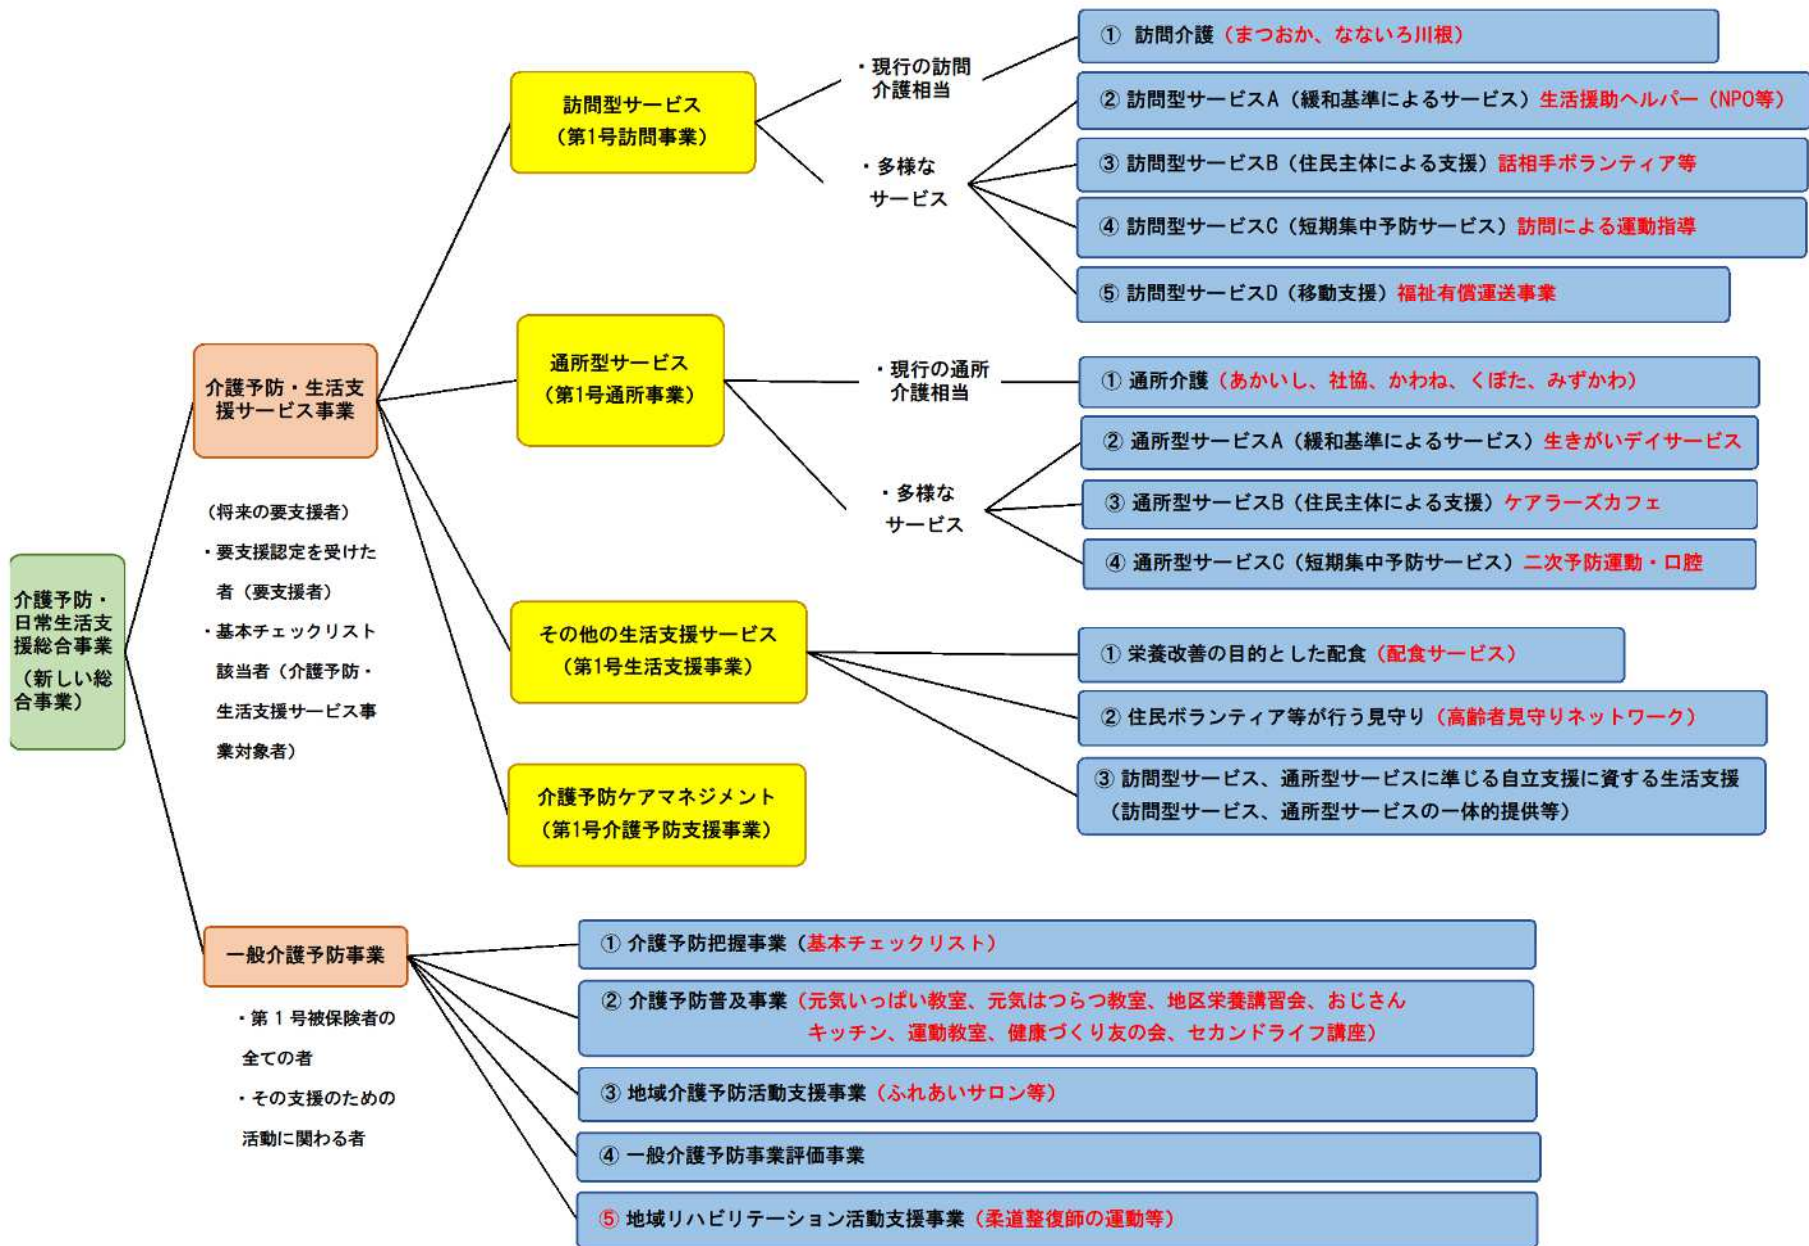 介護予防・
日常生活支
援総合事業
（新しい総
合事業）
介護予防・生活支
援サービス事業
（将来の要支援者）
・要支援認定を受けた
者（要支援者）
・基本チェックリスト
該当者（介護予防・
生活支援サービス事
業対象者）
訪問型サービス
（第1号訪問事業）
・現行の訪問
介護相当
① 訪問介護（まつおか、なないろ川根）
・多様な
サービス
② 訪問型サービスA（緩和基準によるサービス）生活援助ヘルパー（NPO等）
③ 訪問型サービスB（住民主体による支援）話相手ボランティア等
④ 訪問型サービスC（短期集中予防サービス）訪問による運動指導
⑤ 訪問型サービスD（移動支援）福祉有償運送事業
通所型サービス
（第1号通所事業）
・現行の通所
介護相当
① 通所介護（あかいし、社協、かわね、くぼた、みずかわ）
・多様な
サービス
② 通所型サービスA（緩和基準によるサービス）生きがいデイサービス
③ 通所型サービスB（住民主体による支援）ケアラーズカフェ
④ 通所型サービスC（短期集中予防サービス）二次予防運動・口腔
その他の生活支援サービス
（第1号生活支援事業）
① 栄養改善の目的とした配食（配食サービス）
② 住民ボランティア等が行う見守り（高齢者見守りネットワーク）
③ 訪問型サービス、通所型サービスに準じる自立支援に資する生活支援
（訪問型サービス、通所型サービスの一体的提供等）
介護予防ケアマネジメント
（第1号介護予防支援事業）
一般介護予防事業
・第1号被保険者の
全ての者
・その支援のための
活動に関わる者
① 介護予防把握事業（基本チェックリスト）
② 介護予防普及事業（元気いっぱい教室、元気はつらつ教室、地区栄養講習会、おじさん
キッチン、運動教室、健康づくり友の会、セカンドライフ講座）
③ 地域介護予防活動支援事業（ふれあいサロン等）
④ 一般介護予防事業評価事業
⑤ 地域リハビリテーション活動支援事業（柔道整復師の運動等）